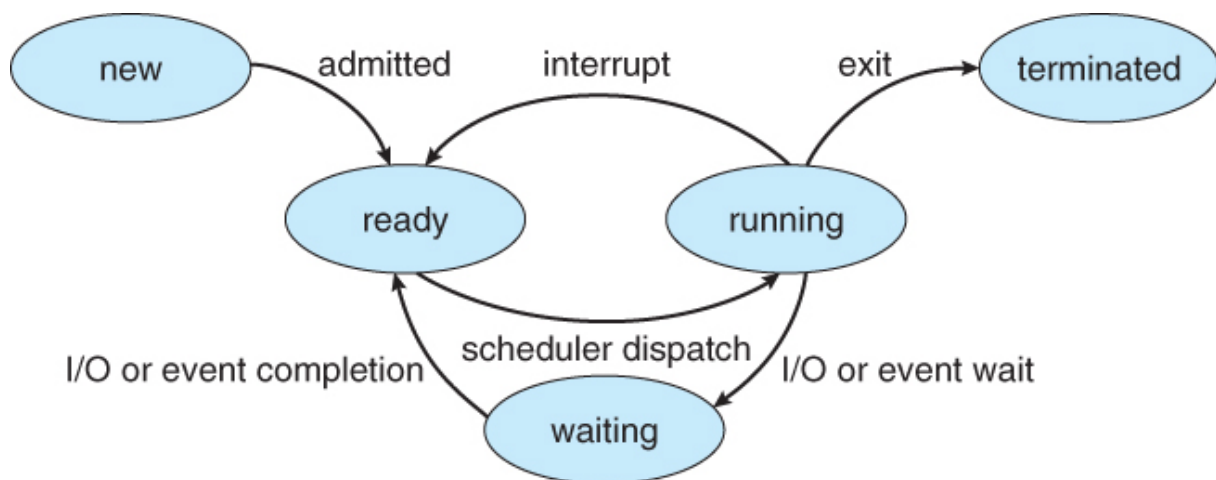 new
admitted
interrupt
exit
terminated
ready
running
scheduler dispatch
I/O or event completion
I/O or event wait
waiting